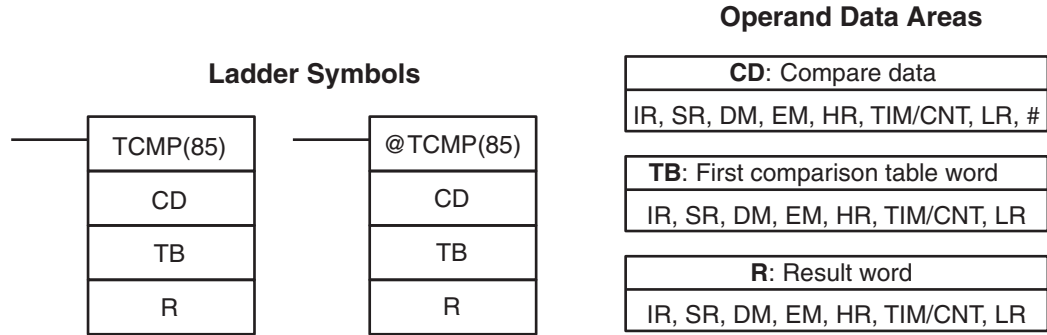 Ladder Symbols
TCMP(85)
CD
TB
R
@TCMP(85)
CD
TB
R
Operand Data Areas
CD: Compare data
IR, SR, DM, EM, HR, TIM/CNT, LR, #
TB: First comparison table word
IR, SR, DM, EM, HR, TIM/CNT, LR
R: Result word
IR, SR, DM, EM, HR, TIM/CNT, LR